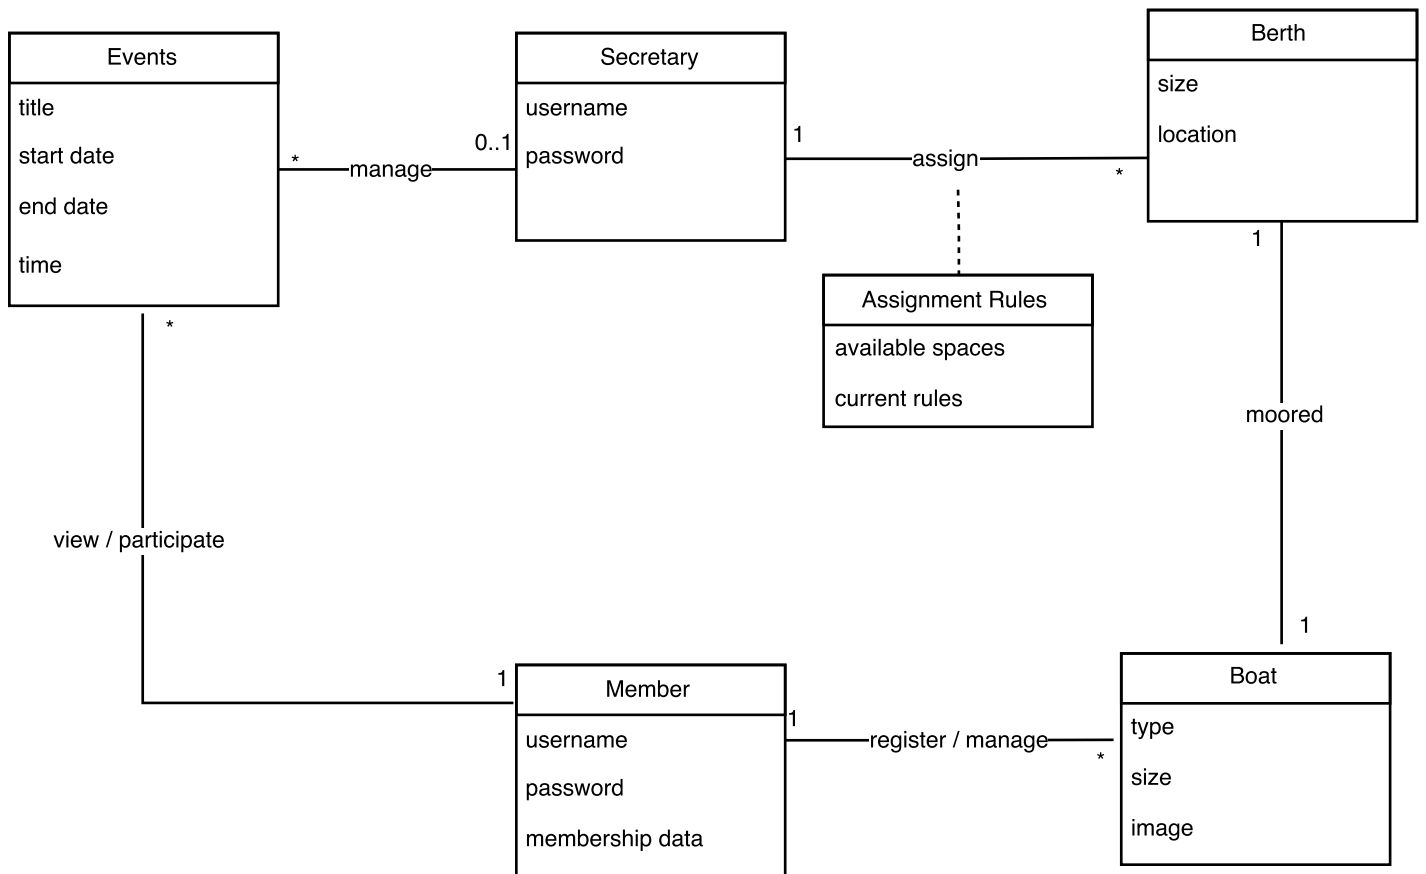 Events
title
start date
end date
time
*
manage
0..1
Secretary
username
password
1
assign
*
Berth
size
location
1
Assignment Rules
available spaces
current rules
moored
1
*
view / participate
1
Member
username
password
membership data
1
register / manage
*
Boat
type
size
image